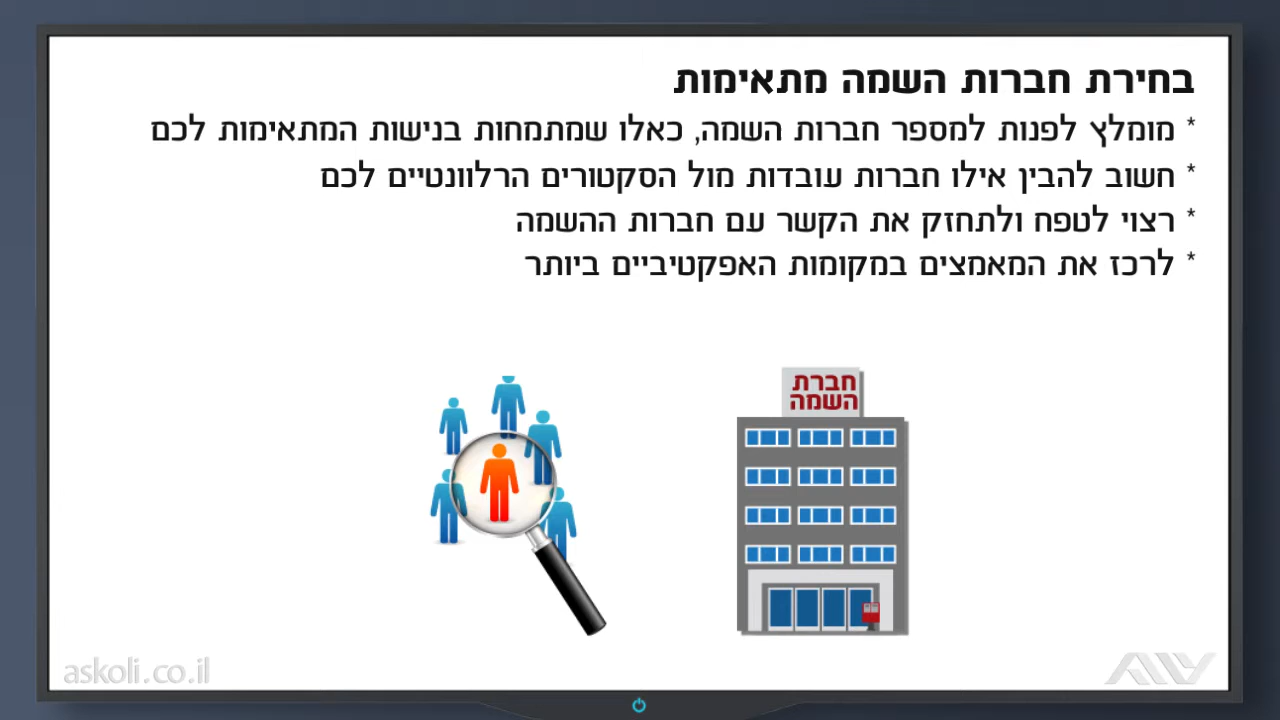 בחירת חברות השמה מתאימות
* מומלץ לפנות למספר חברות השמה, כאלו שמתמחות בנישות המתאימות לכם
* חשוב להבין אילו חברות עובדות מול הסקטורים הרלוונטיים לכם
* רצוי לטפח ולתחזק את הקשר עם חברות ההשמה
* לרכז את המאמצים במקומות האפקטיביים ביותר
חברת
השמה
askoli.co.il